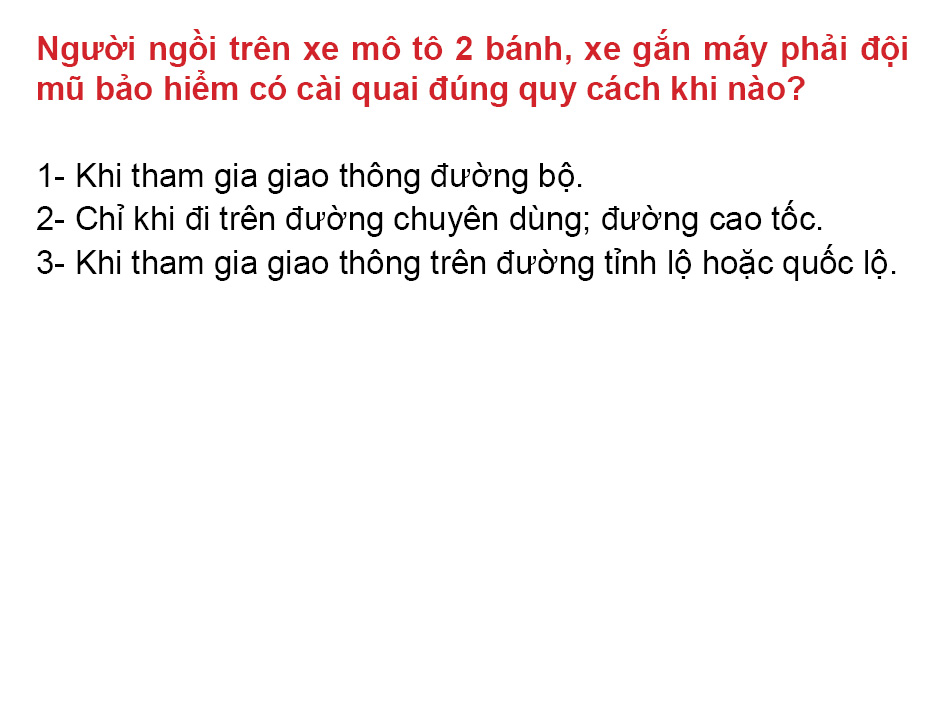 Người ngồi trên xe mô tô 2 bánh, xe gắn máy phải đội
mũ bảo hiểm có cài quai đúng quy cách khi nào?
1- Khi tham gia giao thông đường bộ.
2- Chỉ khi đi trên đường chuyên dùng; đường cao tốc.
3- Khi tham gia giao thông trên đường tỉnh lộ hoặc quốc lộ.